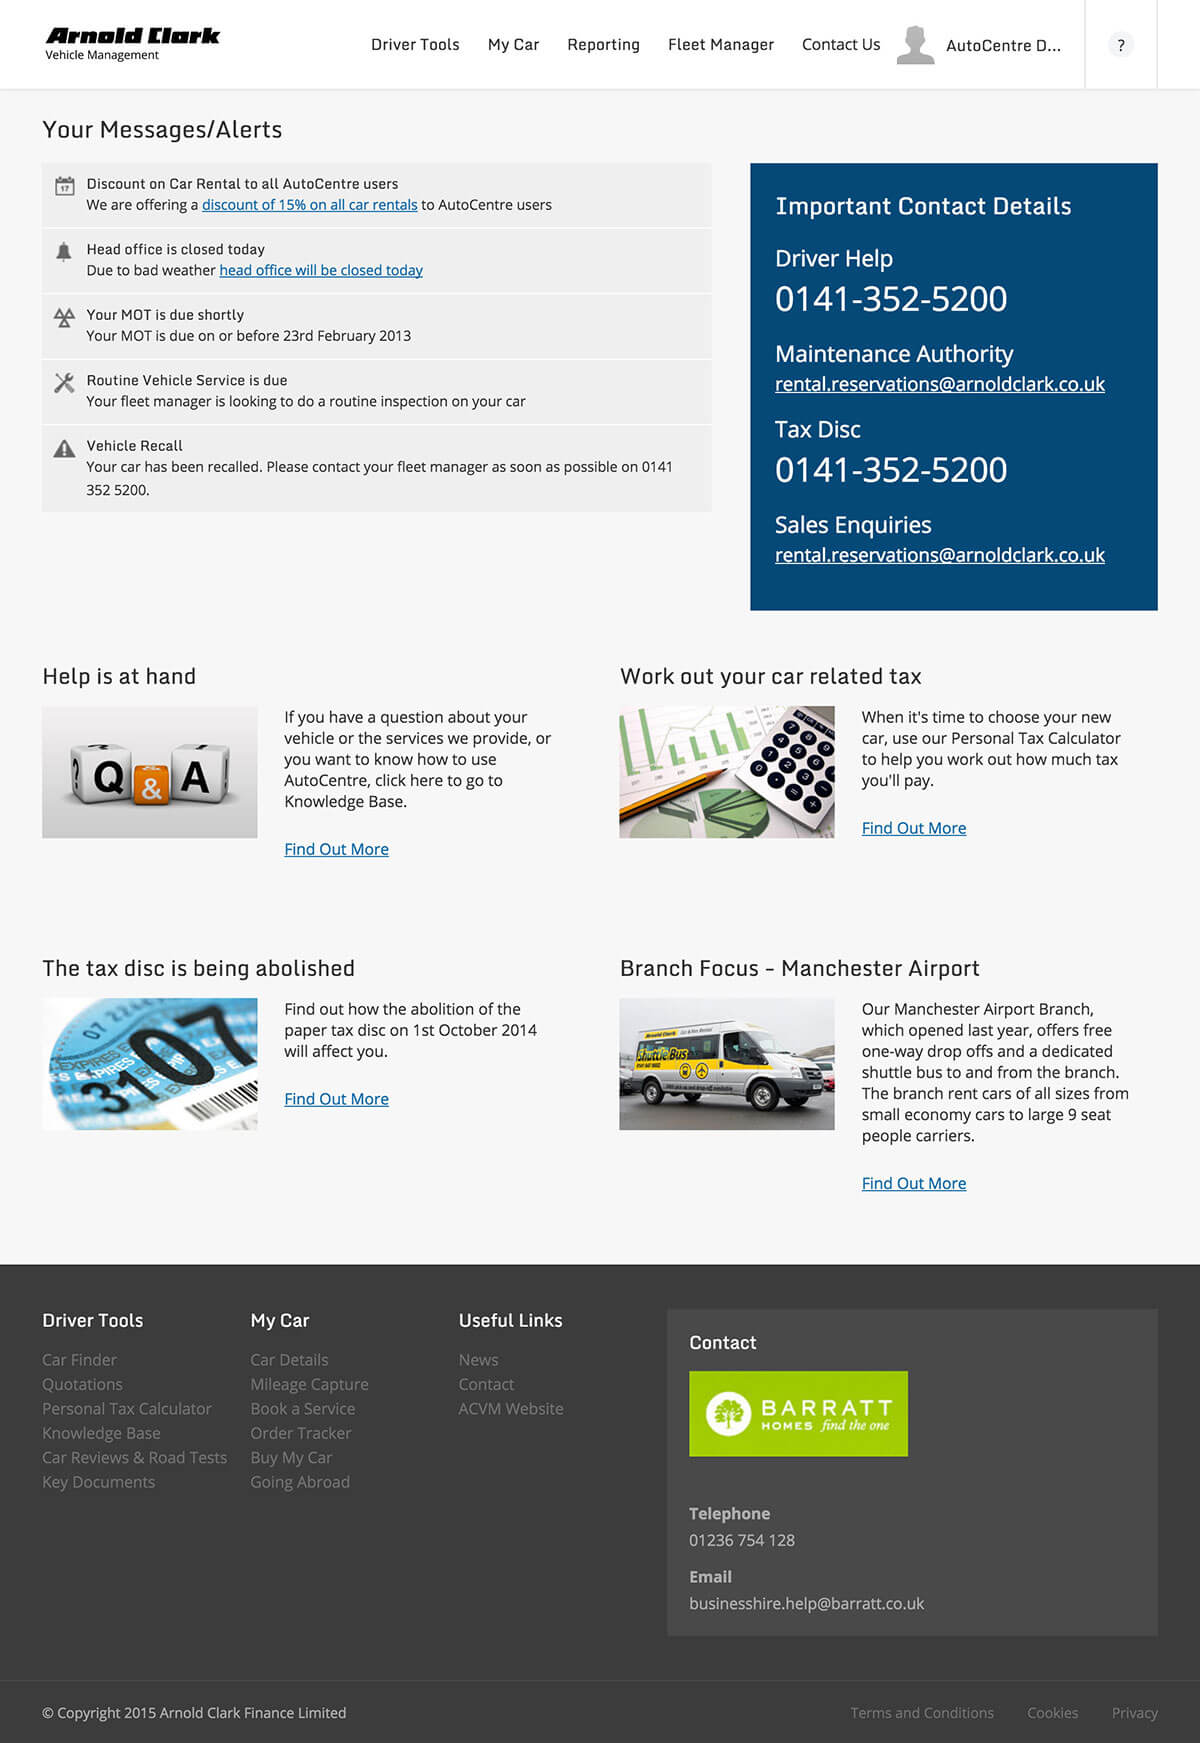 Arnold Clark
Vehicle Management
Driver Tools
My Car
Reporting
Fleet Manager
Contact Us
AutoCentre D...
?
Your Messages/Alerts
17
Discount on Car Rental to all AutoCentre users
We are offering a discount of 15% on all car rentals to AutoCentre users
Head office is closed today
Due to bad weather head office will be closed today
Your MOT is due shortly
Your MOT is due on or before 23rd February 2013
Routine Vehicle Service is due
Your fleet manager is looking to do a routine inspection on your car
Vehicle Recall
Your car has been recalled. Please contact your fleet manager as soon as possible on 0141
352 5200.
Important Contact Details
Driver Help
0141-352-5200
Maintenance Authority
rental.reservations@arnoldclark.co.uk
Tax Disc
0141-352-5200
Sales Enquiries
rental.reservations@arnoldclark.co.uk
Help is at hand
? Q & A !
If you have a question about your
vehicle or the services we provide, or
you want to know how to use
AutoCentre, click here to go to
Knowledge Base.
Find Out More
Work out your car related tax
When it's time to choose your new
car, use our Personal Tax Calculator
to help you work out how much tax
you'll pay.
Find Out More
The tax disc is being abolished
EXPIRES
31 07
Find out how the abolition of the
paper tax disc on 1st October 2014
will affect you.
Find Out More
Branch Focus - Manchester Airport
Arnold Clark
Car & Van Rental
Shuttle Bus
Our Manchester Airport Branch,
which opened last year, offers free
one-way drop offs and a dedicated
shuttle bus to and from the branch.
The branch rent cars of all sizes from
small economy cars to large 9 seat
people carriers.
Find Out More
Driver Tools
Car Finder
Quotations
Personal Tax Calculator
Knowledge Base
Car Reviews & Road Tests
Key Documents
My Car
Car Details
Mileage Capture
Book a Service
Order Tracker
Buy My Car
Going Abroad
Useful Links
News
Contact
ACVM Website
Contact
BARRATT
HOMES find the one
Telephone
01236 754 128
Email
businesshire.help@barratt.co.uk
© Copyright 2015 Arnold Clark Finance Limited
Terms and Conditions
Cookies
Privacy